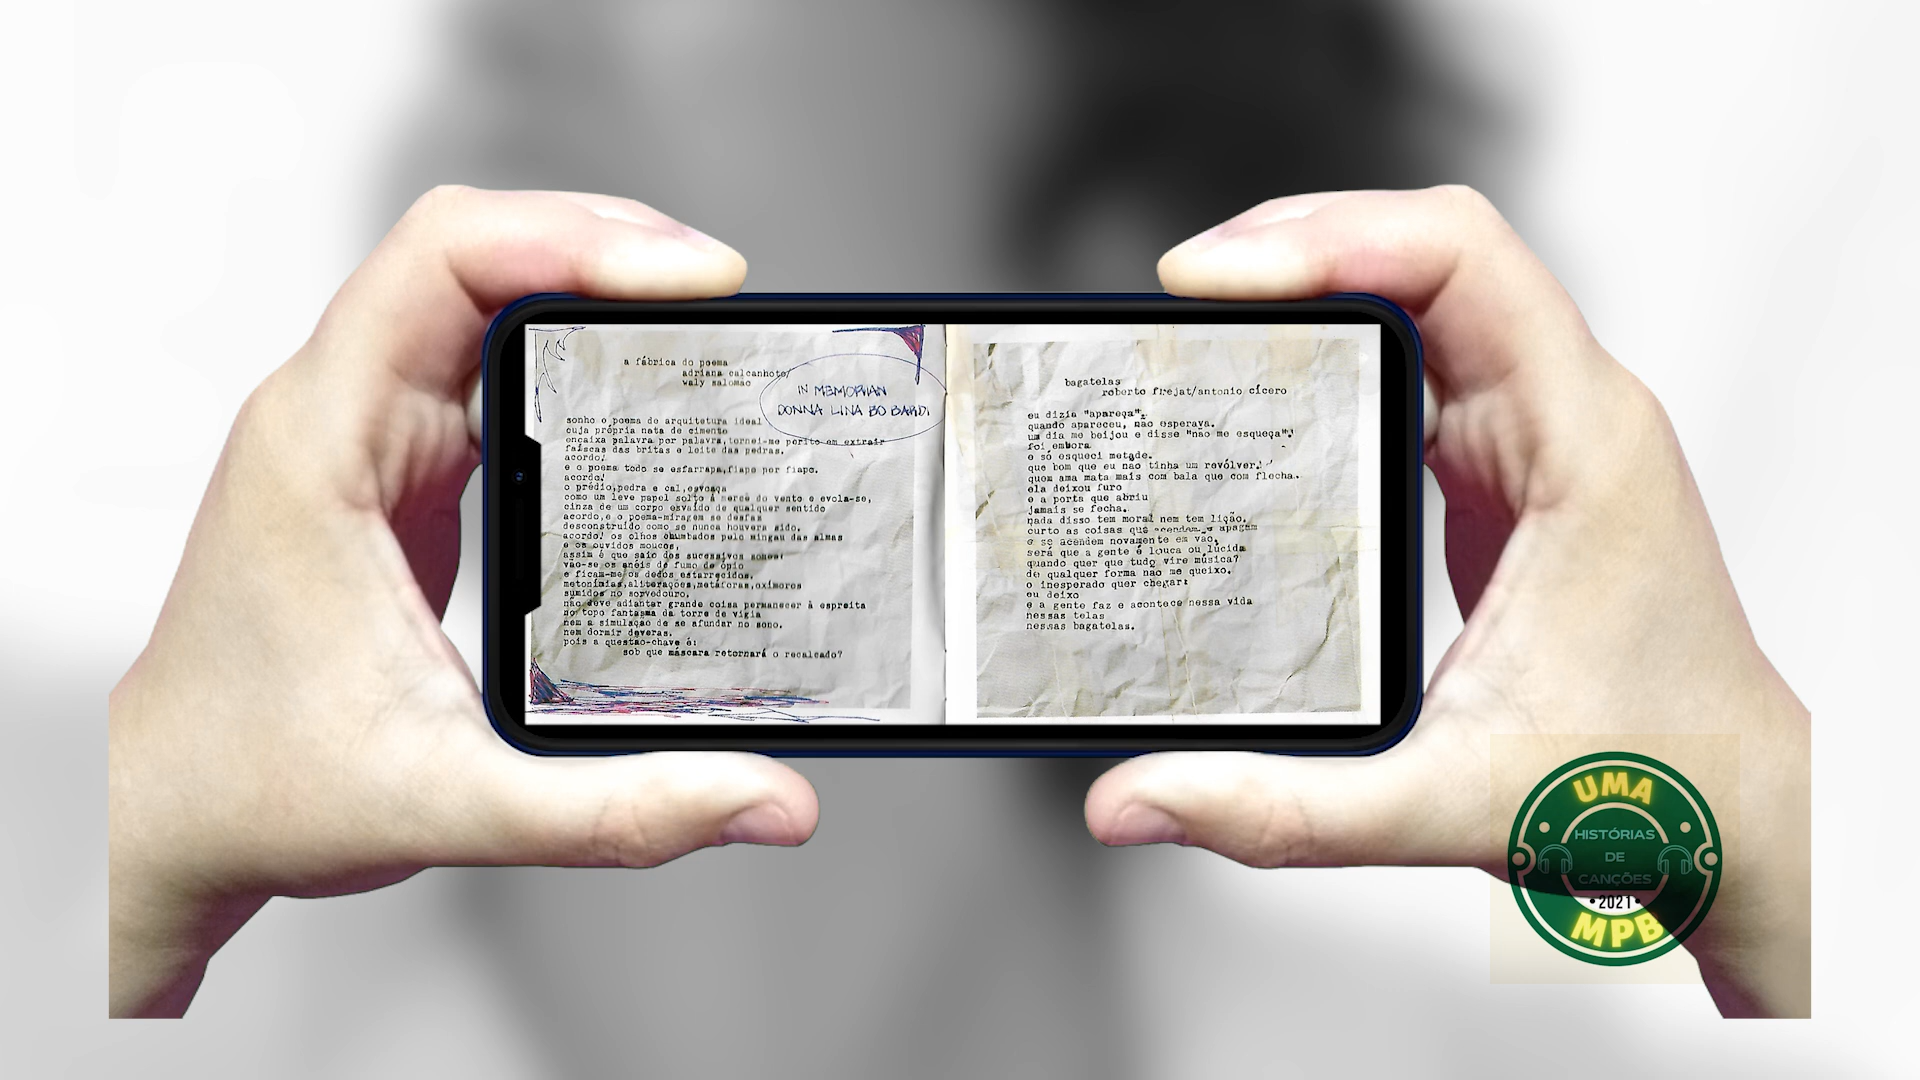 a fábrica do poema
adriana calcanhoto/
waly salomão
IN MEMORIAN
DONNA LINA BO BARDI
sonho o poema de arquitetura ideal
cuja própria nata de cimento
encaixa palavra por palavra, tornei-me perito em extrair
faíscas das britas e leite das pedras.
acordo!
e o poema todo se esfarrapa, fiapo por fiapo.
acordo!
o prédio, pedra e cal, esvoaça
como um leve papel solto à mercê do vento e evola-se,
cinza de um corpo esvaído de qualquer sentido
acordo, e o poema-miragem se desfaz
desconstruído como se nunca houvera sido.
acordo! os olhos chumbados pelo mingau das almas
e os ouvidos moucos,
assim é que saio dos sucessivos sonos:
vão-se os anéis de fumo de ópio
e ficam-me os dedos estarrecidos.
metonímias, aliterações, metáforas, oxímoros
sumidos no sorvedouro.
não deve adiantar grande coisa permanecer à espreita
no topo fantasma da torre de vigia
nem a simulação de se afundar no sono.
nem dormir deveras.
pois a questão-chave é:
sob que máscara retornará o recalcado?
bagatelas
roberto frejat/antonio cícero
eu dizia "apareça".
quando apareceu, não esperava.
um dia me beijou e disse "não me esqueça".
foi embora
e só esqueci metade.
que bom que eu não tinha um revólver!
quem ama mata mais com bala que com flecha.
ela deixou furo
e a porta que abriu
jamais se fecha.
nada disso tem moral nem tem lição.
curto as coisas que acendem e apagam
e se acendem novamente em vão.
será que a gente é louca ou lúcida
quando quer que tudo vire música?
de qualquer forma não me queixo.
o inesperado quer chegar:
eu deixo
e a gente faz e acontece nessa vida
nessas telas
nessas bagatelas.
UMA
HISTÓRIAS
DE
CANÇÕES
•2021•
MPB